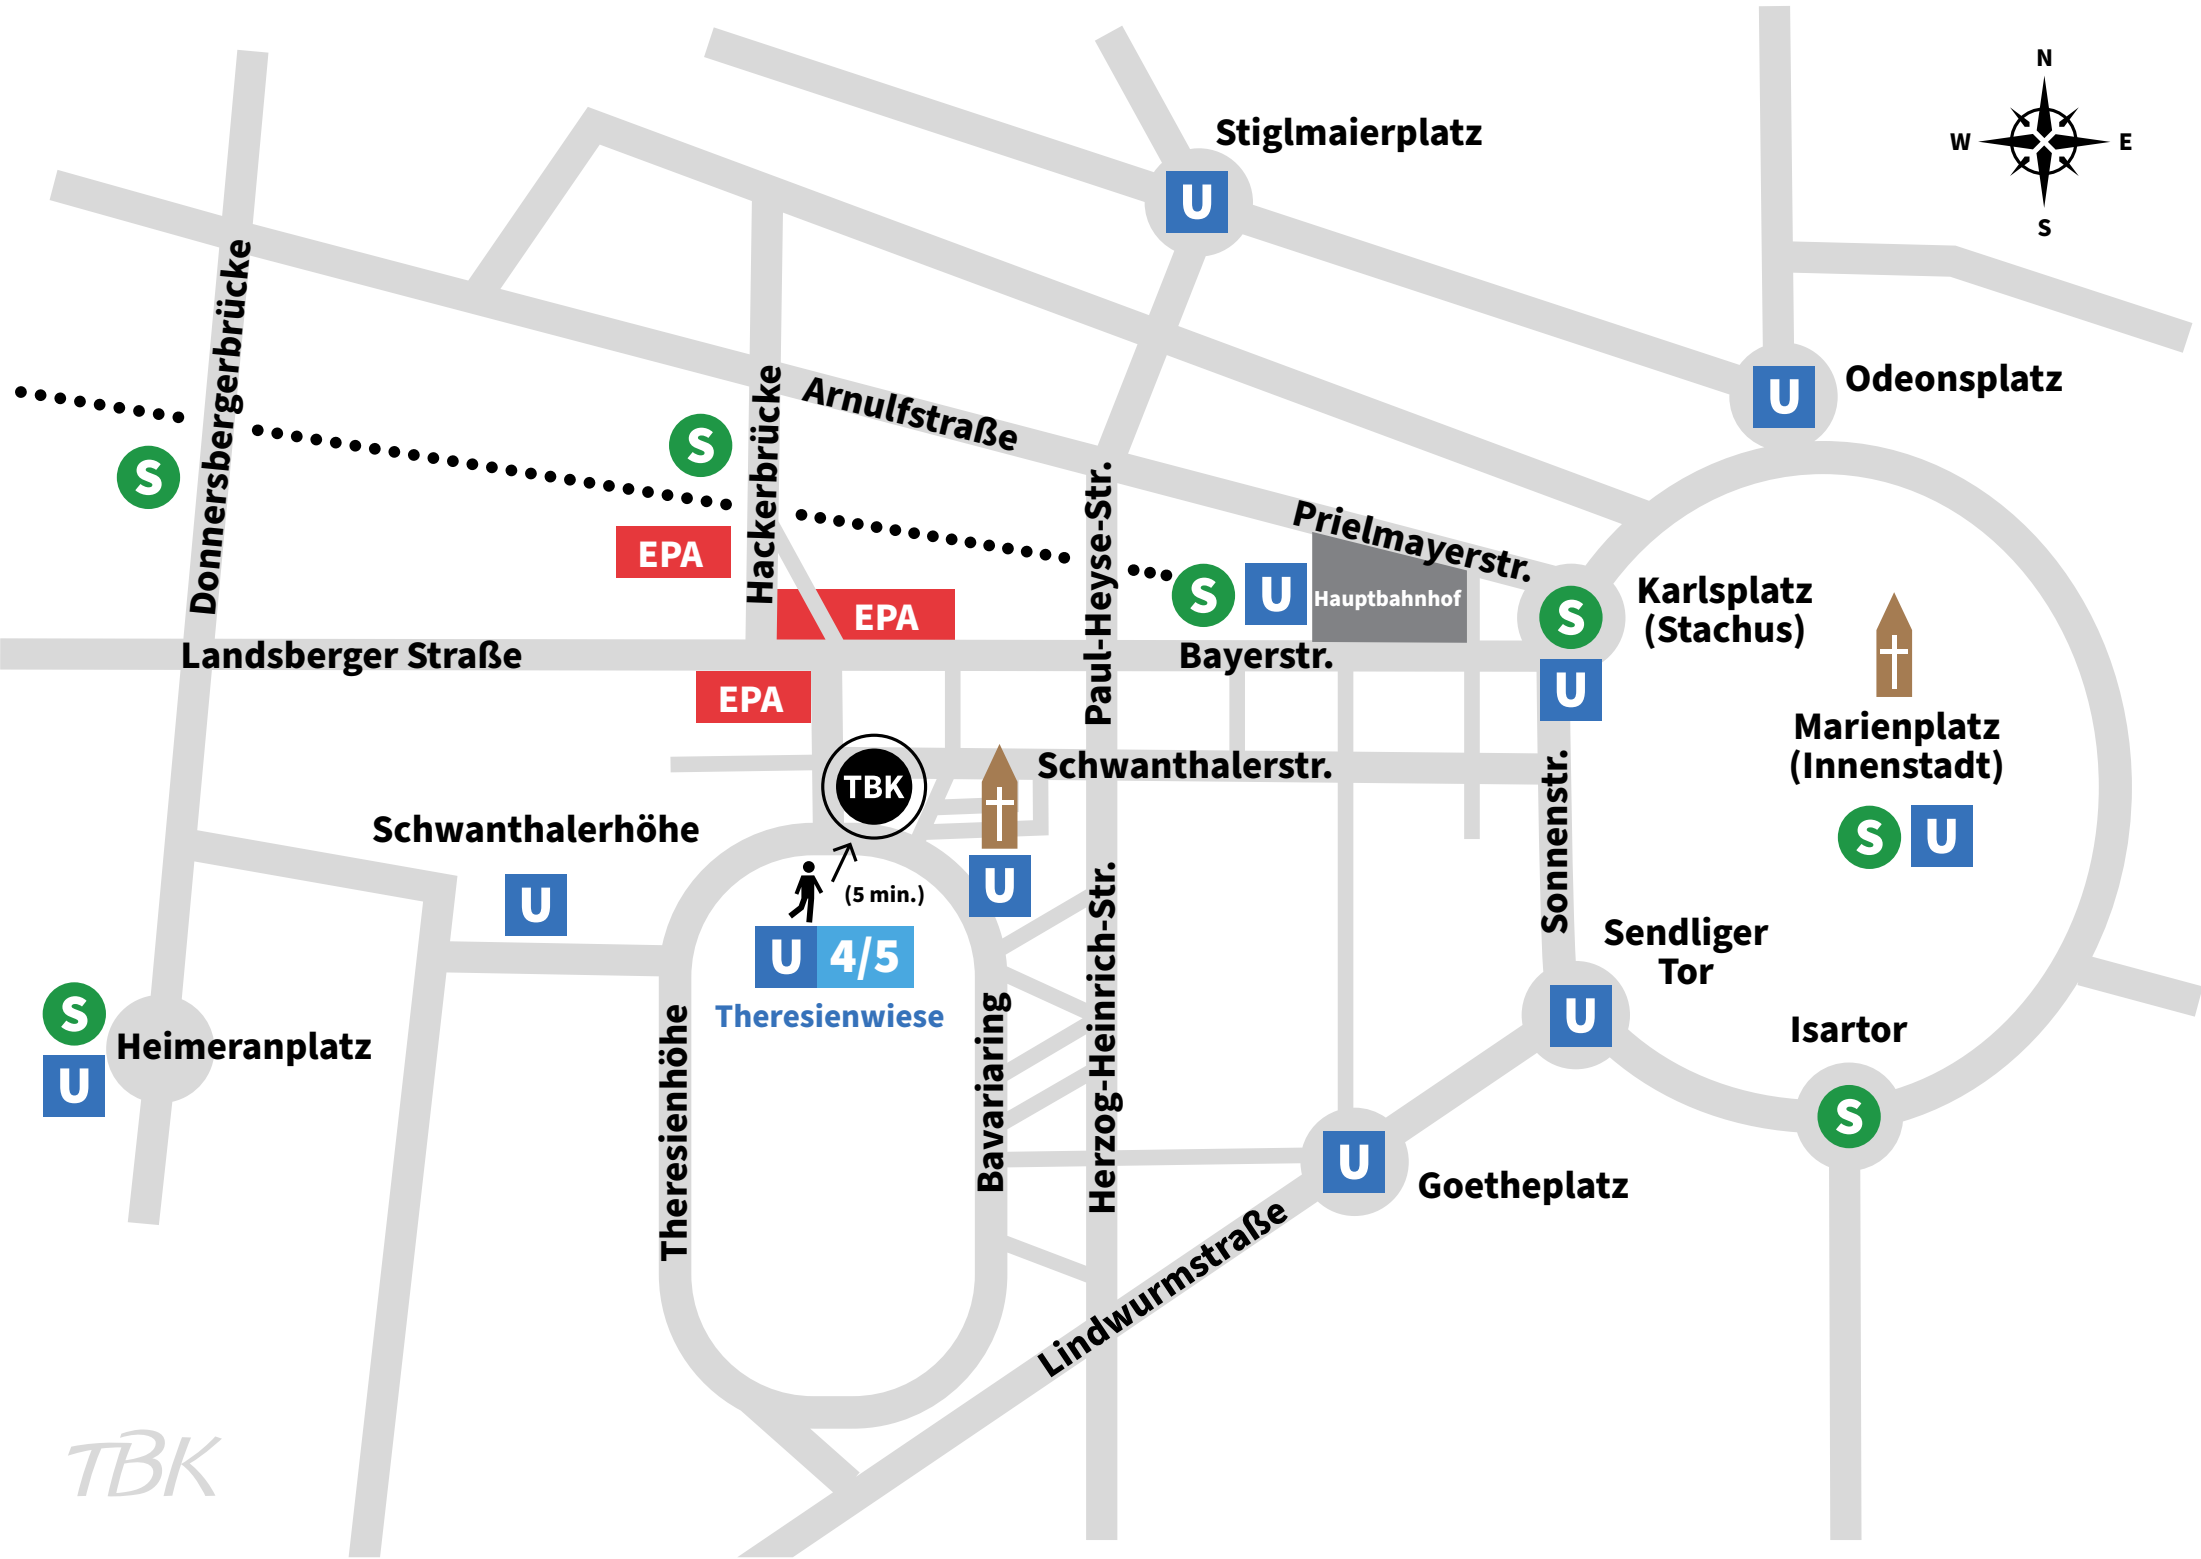 N
W
E
S
Stiglmaierplatz
U
Odeonsplatz
U
Donnersbergerbrücke
S
Hackerbrücke
S
Arnulfstraße
EPA
EPA
EPA
Paul-Heyse-Str.
Prielmayerstr.
S
U
Hauptbahnhof
S
U
Karlsplatz
(Stachus)
Landsberger Straße
Bayerstr.
Marienplatz
(Innenstadt)
S
U
TBK
Schwanthalerstr.
Sonnenstr.
Schwanthalerhöhe
U
(5 min.)
U
U 4/5
Theresienwiese
Sendliger
Tor
U
Isartor
S
S
U
Heimeranplatz
Theresienhöhe
Bavariaring
Herzog-Heinrich-Str.
U
Goetheplatz
Lindwurmstraße
TBK